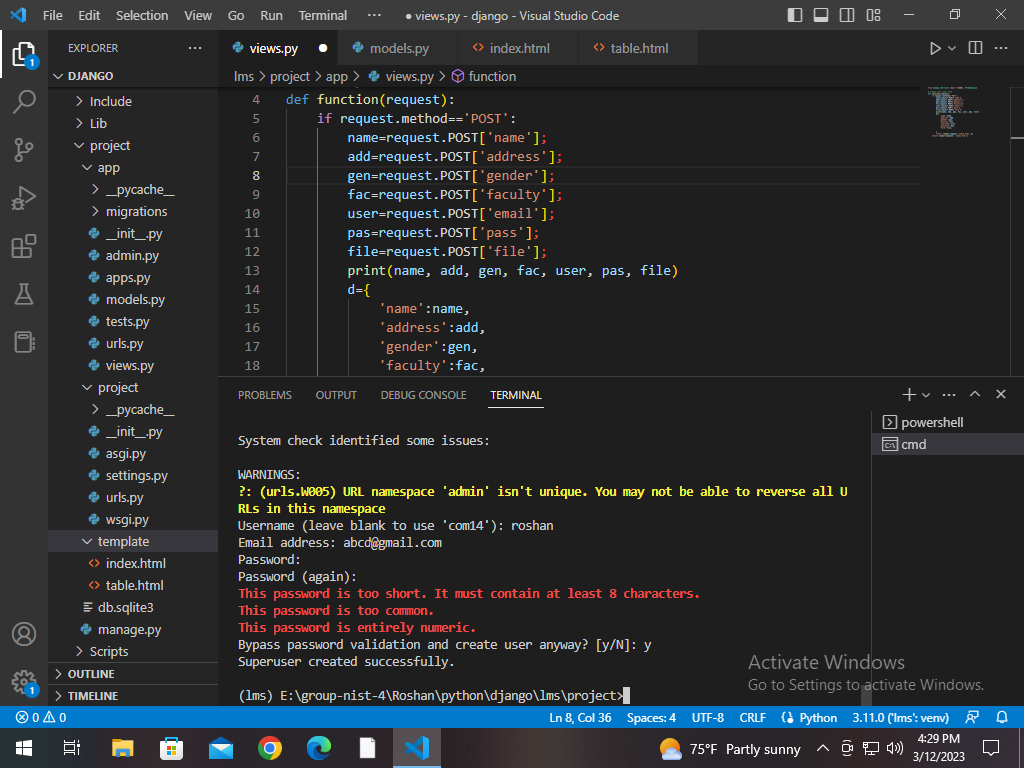 File Edit Selection View Go Run Terminal ··· ● views.py - django - Visual Studio Code
EXPLORER ···
DJANGO
Include
Lib
project
app
__pycache__
migrations
__init__.py
admin.py
apps.py
models.py
tests.py
urls.py
views.py
project
__pycache__
__init__.py
asgi.py
settings.py
urls.py
wsgi.py
template
index.html
table.html
db.sqlite3
manage.py
Scripts
OUTLINE
TIMELINE
1
1
views.py ● models.py index.html table.html
lms > project > app > views.py > function
4 def function(request):
5 if request.method=='POST':
6 name=request.POST['name'];
7 add=request.POST['address'];
8 gen=request.POST['gender'];
9 fac=request.POST['faculty'];
10 user=request.POST['email'];
11 pas=request.POST['pass'];
12 file=request.POST['file'];
13 print(name, add, gen, fac, user, pas, file)
14 d={
15 'name':name,
16 'address':add,
17 'gender':gen,
18 'faculty':fac,
PROBLEMS OUTPUT DEBUG CONSOLE TERMINAL
powershell
cmd
System check identified some issues:
WARNINGS:
?: (urls.W005) URL namespace 'admin' isn't unique. You may not be able to reverse all U
RLs in this namespace
Username (leave blank to use 'com14'): roshan
Email address: abcd@gmail.com
Password:
Password (again):
This password is too short. It must contain at least 8 characters.
This password is too common.
This password is entirely numeric.
Bypass password validation and create user anyway? [y/N]: y
Superuser created successfully.
(lms) E:\group-nist-4\Roshan\python\django\lms\project>
Activate Windows
Go to Settings to activate Windows.
0 0 Ln 8, Col 36 Spaces: 4 UTF-8 CRLF Python 3.11.0 ('lms': venv)
75°F Partly sunny
4:29 PM
3/12/2023